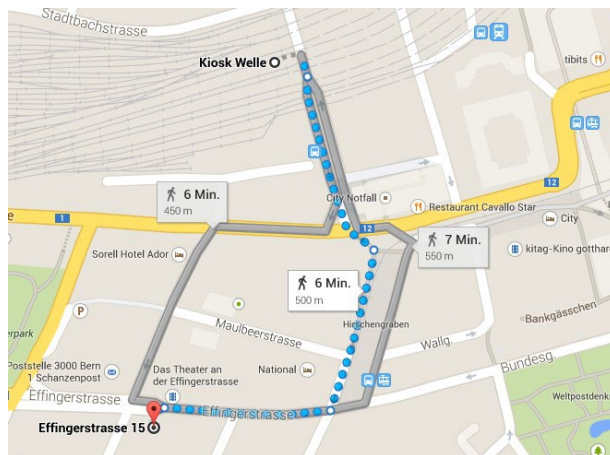 Stadtbachstrasse
tibits
Kiosk Welle
12
6 Min.
450 m
City Notfall
Restaurant Cavallo Star
1
12
City
7 Min.
550 m
kitag-Kino gotthard
Sorell Hotel Ador
6 Min.
500 m
P
Hirschengraben
Bankgässchen
Maulbeerstrasse
Wallg.
Poststelle 3000 Bern
1 Schanzenpost
Das Theater an
der Effingerstrasse
National
Bundesg.
Effingerstrasse
Effingerstrasse
Weltpostdenk
Effingerstrasse 15